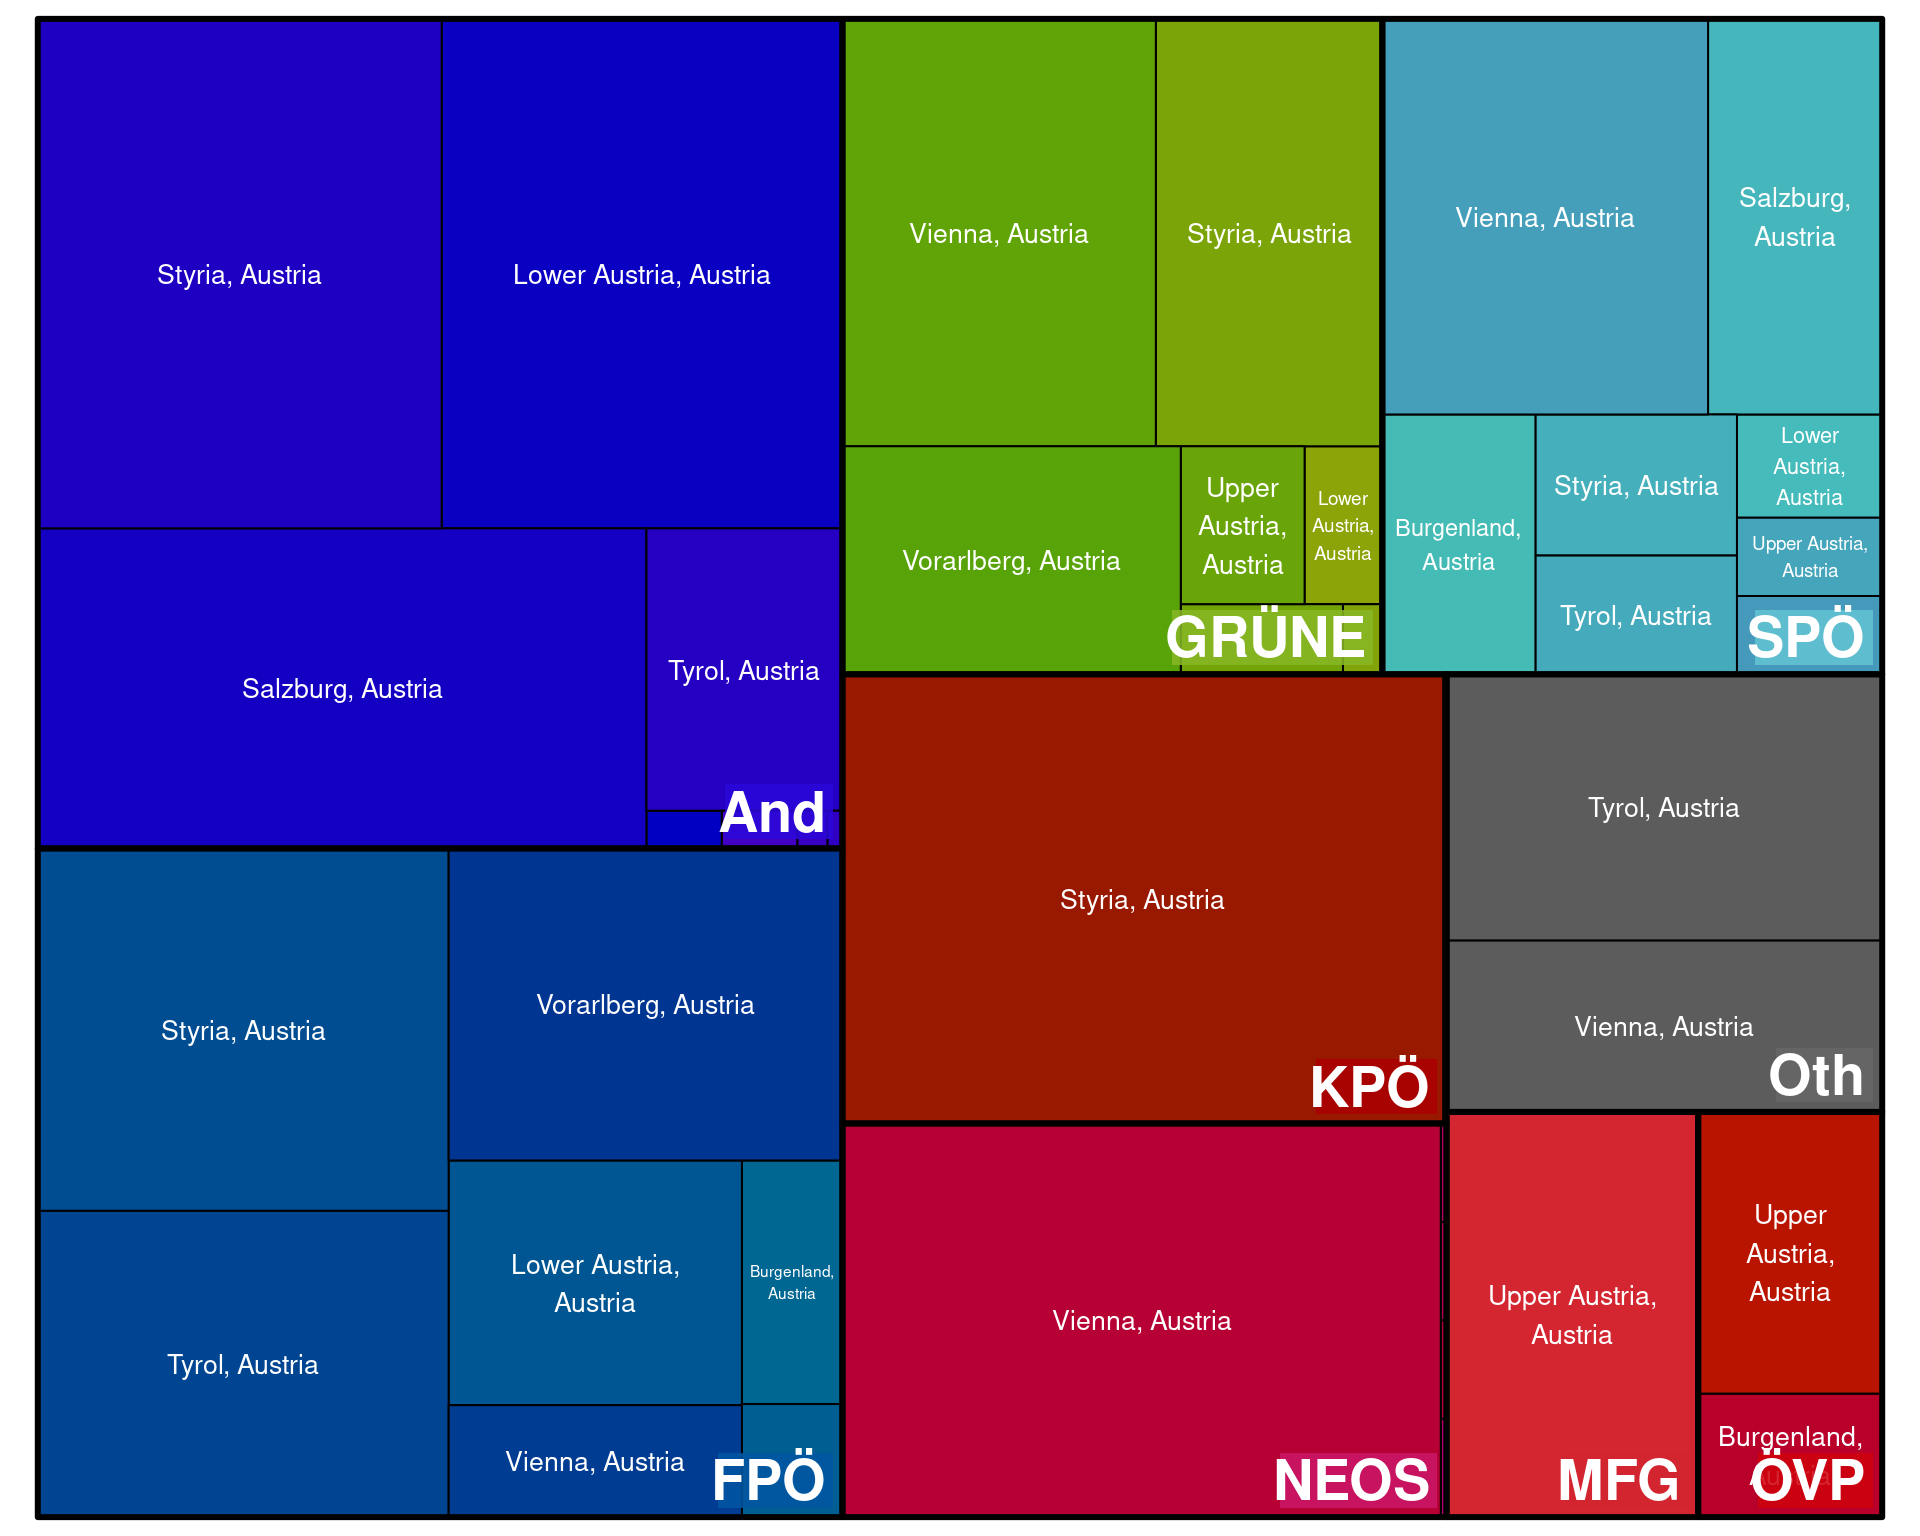 Styria, Austria
Lower Austria, Austria
Salzburg, Austria
Tyrol, Austria
And
Styria, Austria
Vorarlberg, Austria
Tyrol, Austria
Lower Austria,
Austria
Burgenland,
Austria
Vienna, Austria
FPÖ
Vienna, Austria
Styria, Austria
Vorarlberg, Austria
Upper
Austria,
Austria
Lower
Austria,
Austria
GRÜNE
Vienna, Austria
Salzburg,
Austria
Burgenland,
Austria
Styria, Austria
Tyrol, Austria
Lower
Austria,
Austria
Upper Austria,
Austria
SPÖ
Styria, Austria
KPÖ
Tyrol, Austria
Vienna, Austria
Oth
Vienna, Austria
NEOS
Upper Austria,
Austria
MFG
Upper
Austria,
Austria
Burgenland,
ÖVP